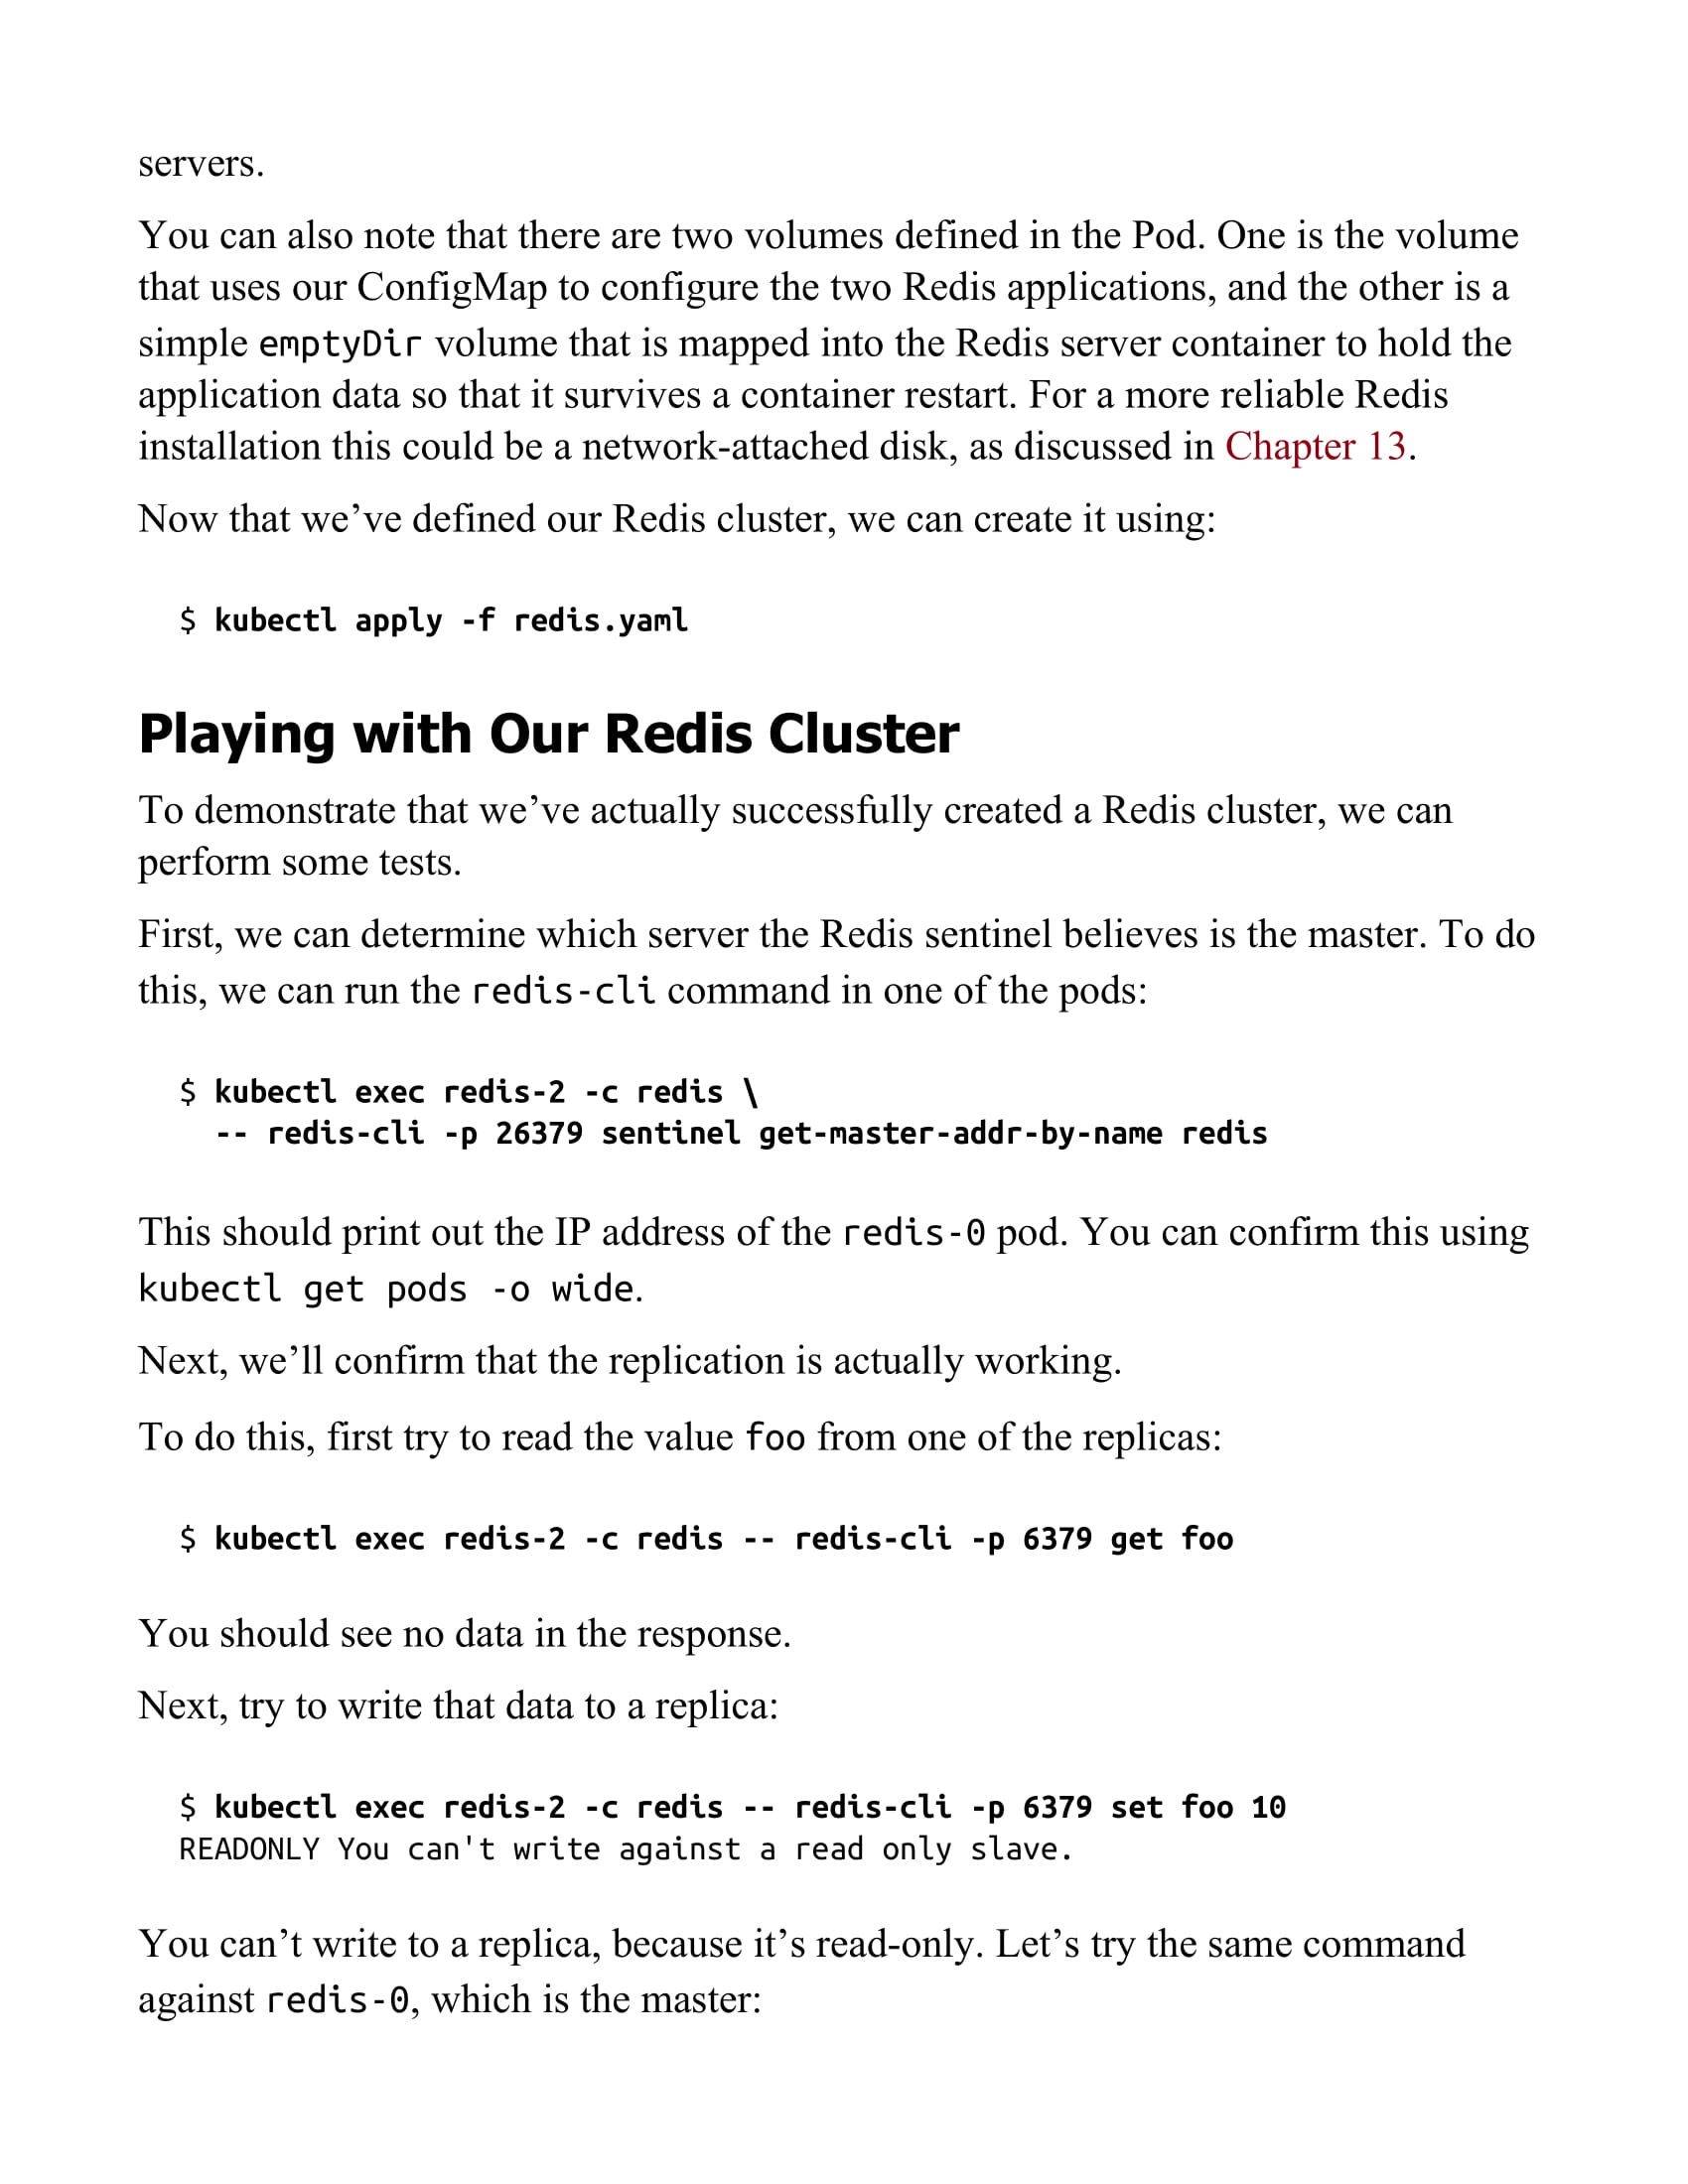 servers.
You can also note that there are two volumes defined in the Pod. One is the volume
that uses our ConfigMap to configure the two Redis applications, and the other is a
simple emptyDir volume that is mapped into the Redis server container to hold the
application data so that it survives a container restart. For a more reliable Redis
installation this could be a network-attached disk, as discussed in Chapter 13.
Now that we’ve defined our Redis cluster, we can create it using:
$ kubectl apply -f redis.yaml
Playing with Our Redis Cluster
To demonstrate that we’ve actually successfully created a Redis cluster, we can
perform some tests.
First, we can determine which server the Redis sentinel believes is the master. To do
this, we can run the redis-cli command in one of the pods:
$ kubectl exec redis-2 -c redis \
-- redis-cli -p 26379 sentinel get-master-addr-by-name redis
This should print out the IP address of the redis-0 pod. You can confirm this using
kubectl get pods -o wide.
Next, we’ll confirm that the replication is actually working.
To do this, first try to read the value foo from one of the replicas:
$ kubectl exec redis-2 -c redis -- redis-cli -p 6379 get foo
You should see no data in the response.
Next, try to write that data to a replica:
$ kubectl exec redis-2 -c redis -- redis-cli -p 6379 set foo 10
READONLY You can't write against a read only slave.
You can’t write to a replica, because it’s read-only. Let’s try the same command
against redis-0, which is the master: